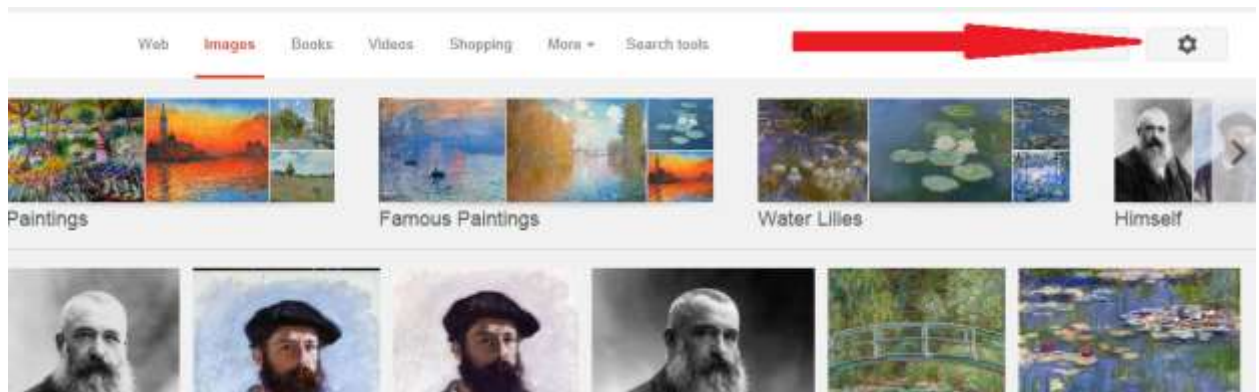 Web Images Books Videos Shopping More Search tools
Paintings Famous Paintings Water Lilies Himself